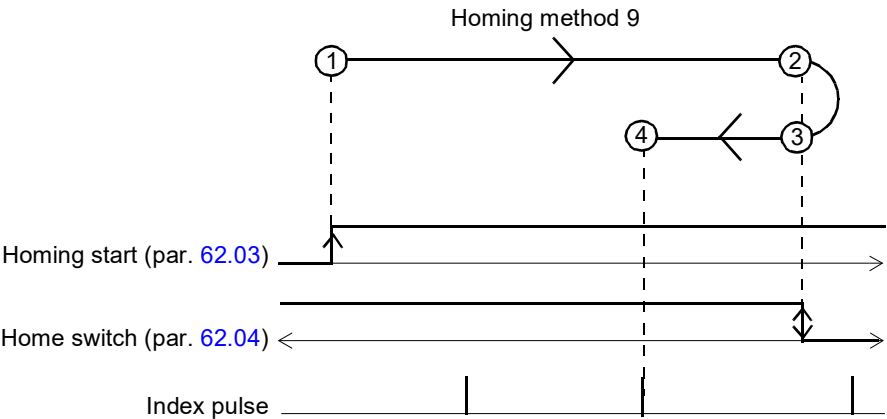 Homing method 9
1
2
4
3
Homing start (par. 62.03)
Home switch (par. 62.04)
Index pulse